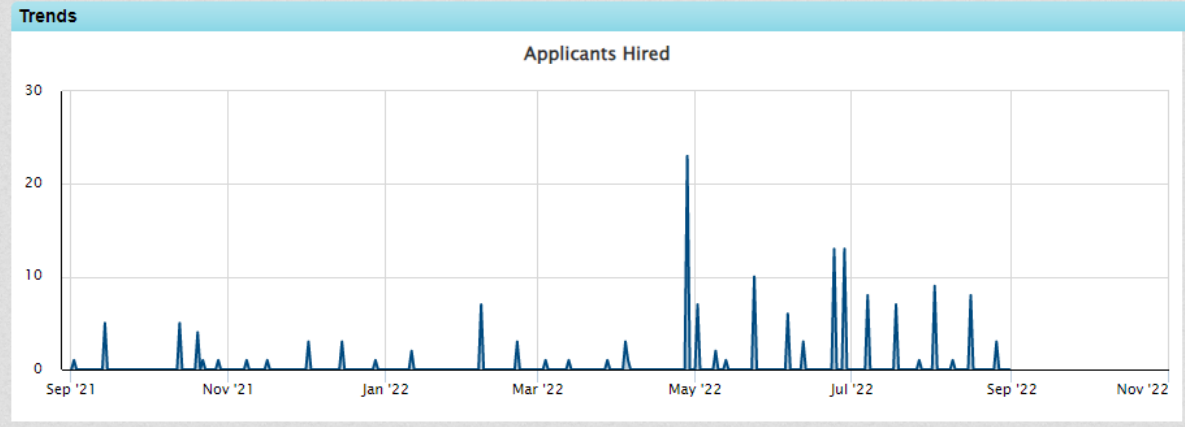 Trends
Applicants Hired
30
20
10
0
Sep '21 Nov '21 Jan '22 Mar '22 May '22 Jul '22 Sep '22 Nov '22